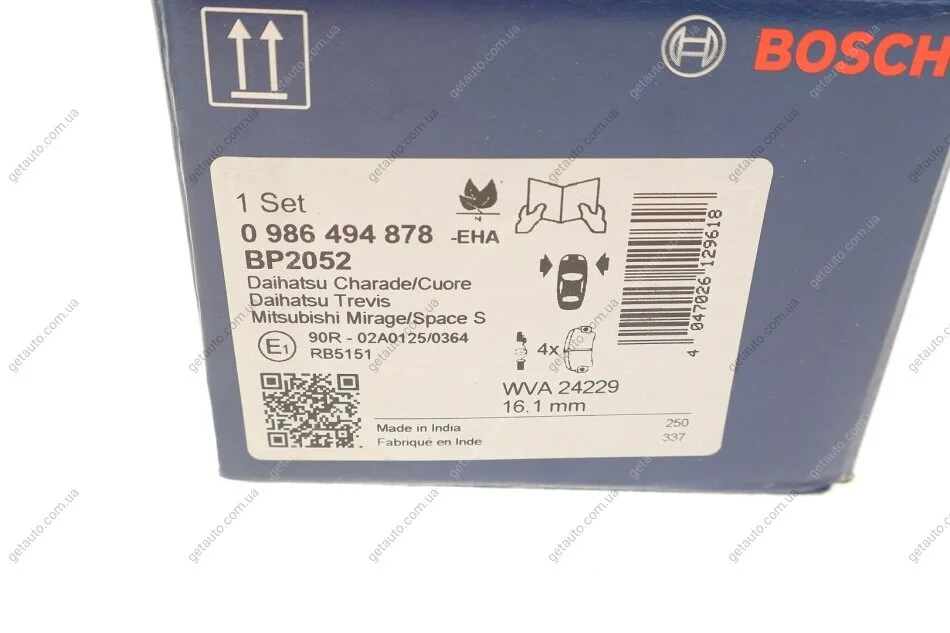 BOSCH
1 Set
0 986 494 878 -EHA
BP2052
Daihatsu Charade/Cuore
Daihatsu Trevis
Mitsubishi Mirage/Space S
E1 90R - 02A0125/0364
RB5151
4x
WVA 24229
16.1 mm
Made in India
Fabriqué en Inde
250
337
4 047026 129618
getauto.com.ua